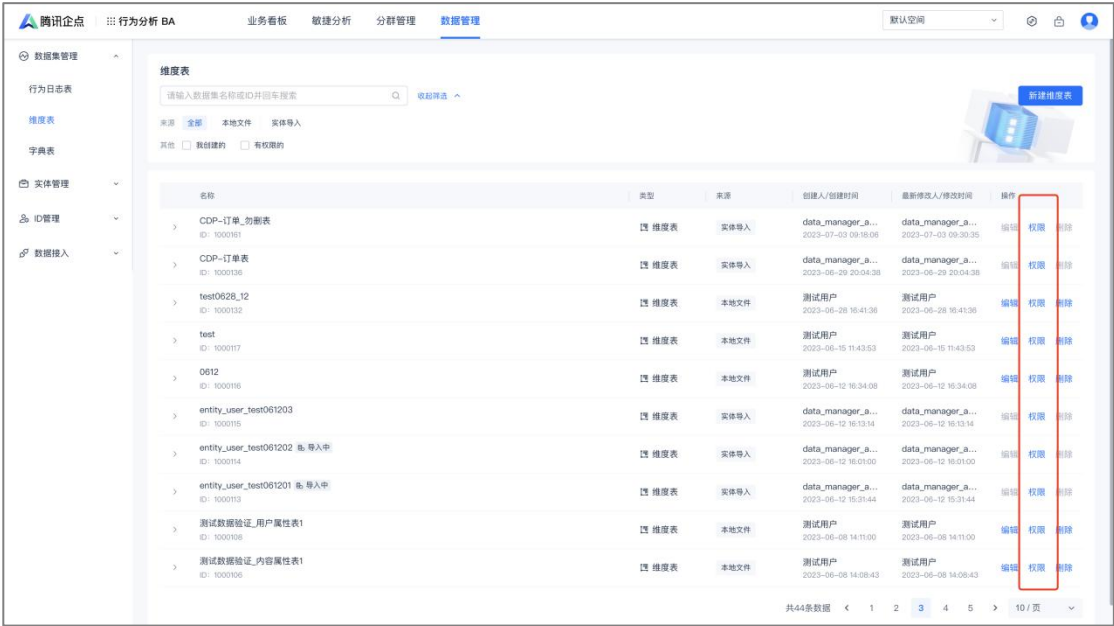 腾讯企点 行为分析 BA 业务看板 敏捷分析 分群管理 数据管理 默认空间
数据集管理
行为日志表
维度表
字典表
实体管理
ID管理
数据接入
维度表
请输入数据集名称或ID并回车搜索 收起筛选 新建维度表
来源 全部 本地文件 实体导入
其他 我创建的 有权限的
名称 类型 来源 创建人/创建时间 最新修改人/修改时间 操作
CDP-订单_勿删表 维度表 实体导入 data_manager_a... data_manager_a... 编辑 权限 删除
ID: 1000161 2023-07-03 09:18:06 2023-07-03 09:30:35
CDP-订单表 维度表 实体导入 data_manager_a... data_manager_a... 编辑 权限 删除
ID: 1000136 2023-06-29 20:04:38 2023-06-29 20:04:38
test0628_12 维度表 本地文件 测试用户 测试用户 编辑 权限 删除
ID: 1000132 2023-06-28 16:41:36 2023-06-28 16:41:36
test 维度表 本地文件 测试用户 测试用户 编辑 权限 删除
ID: 1000117 2023-06-15 11:43:53 2023-06-15 11:43:53
0612 维度表 本地文件 测试用户 测试用户 编辑 权限 删除
ID: 1000116 2023-06-12 16:34:08 2023-06-12 16:34:08
entity_user_test061203 维度表 实体导入 data_manager_a... data_manager_a... 编辑 权限 删除
ID: 1000115 2023-06-12 16:13:14 2023-06-12 16:13:14
entity_user_test061202 导入中 维度表 实体导入 data_manager_a... data_manager_a... 编辑 权限 删除
ID: 1000114 2023-06-12 16:01:00 2023-06-12 16:01:00
entity_user_test061201 导入中 维度表 实体导入 data_manager_a... data_manager_a... 编辑 权限 删除
ID: 1000113 2023-06-12 15:31:44 2023-06-12 15:31:44
测试数据验证_用户属性表1 维度表 本地文件 测试用户 测试用户 编辑 权限 删除
ID: 1000108 2023-06-08 14:11:00 2023-06-08 14:11:00
测试数据验证_内容属性表1 维度表 本地文件 测试用户 测试用户 编辑 权限 删除
ID: 1000106 2023-06-08 14:08:43 2023-06-08 14:08:43
共44条数据 1 2 3 4 5 10 / 页